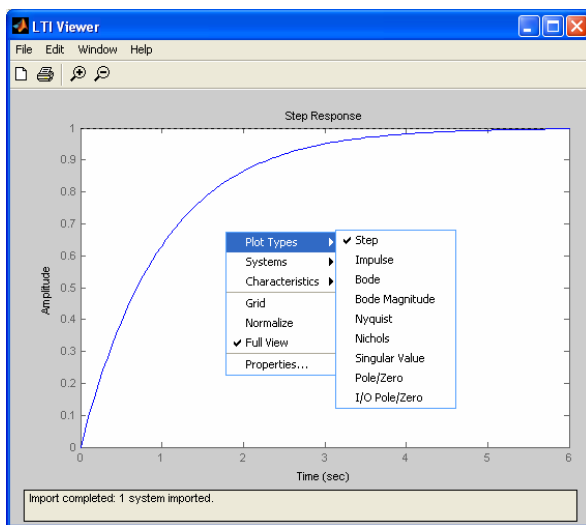 LTI Viewer
File Edit Window Help
Step Response
1
0.9
0.8
0.7
0.6
0.5
0.4
0.3
0.2
0.1
0
Amplitude
Plot Types
Systems
Characteristics
Grid
Normalize
Full View
Properties...
Step
Impulse
Bode
Bode Magnitude
Nyquist
Nichols
Singular Value
Pole/Zero
I/O Pole/Zero
0 1 2 3 4 5 6
Time (sec)
Import completed: 1 system imported.